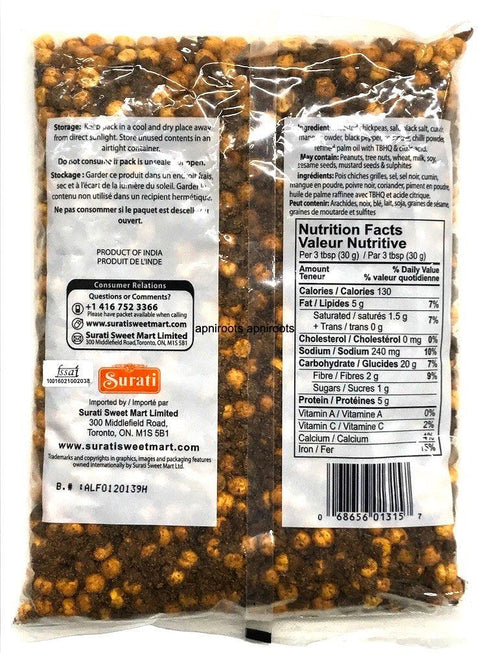 Storage: Keep pack in a cool and dry place away
from direct sunlight. Store unused contents in an
airtight container.
Do not consume if pack is unsealed open.
Stockage : Garder ce produit dans un endroit frais,
sec et à l'écart de la lumière du soleil. Garder
contenu non utilisé dans un recipient hermétique.
Ne pas consommer si le paquet est descellé
ouvert.
PRODUCT OF INDIA
PRODUIT DE L'INDE
Consumer Relations
Questions or Comments?
+1 416 752 3366
Please have packet available when calling
www.suratisweetmart.com
Surati Sweet Mart Limited
300 Middlefield Road,Toronto, ON, M1S 5B1
fssai
10016021002038
Surati
Imported by / Importé par
Surati Sweet Mart Limited
300 Middlefield Road,
Toronto, ON. M1S 5B1
www.suratisweetmart.com
Trademarks and copyrights in graphics, images and packaging features
owned internationally by Surati Sweet Mart Ltd.
B.# :ALF0120139H
apniroots apniroots
Ingredients chickpeas, salt, black salt, cumin
mango powder, black pepper, chilli powder,
refined palm oil with TBHQ &
May contain: Peanuts, tree nuts, wheat, milk, soy,
sesame seeds, mustard seeds & sulphites
ingrédients: Pois chiches grilles, sel, sel noir, cumin,
mangue en poudre, poivre noir, coriander, piment en poudre,
huile de palme raffinee avec TBHQ et acide citrique.
Peut contenir: Arachides, noix, blé, lait, soja, graines de sésame,
graines de moutarde et sulfites
Nutrition Facts
Valeur Nutritive
Per 3 tbsp (30 g) / Par 3 tbsp (30 g)
Amount % Daily Value
Teneur % valeur quotidienne
Calories / Calories 130
Fat / Lipides 5 g 7%
Saturated / saturés 1.5 g 7%
+ Trans / trans 0 g
Cholesterol / Cholestérol 0 mg 0%
Sodium / Sodium 240 mg 10%
Carbohydrate / Glucides 20 g 7%
Fibre / Fibres 2 g 9%
Sugars / Sucres 1 g
Protein / Protéines 5 g
Vitamin A / Vitamine A 0%
Vitamin C / Vitamine C 2%
Calcium / Calcium
Iron / Fer
0 68656 01315 7